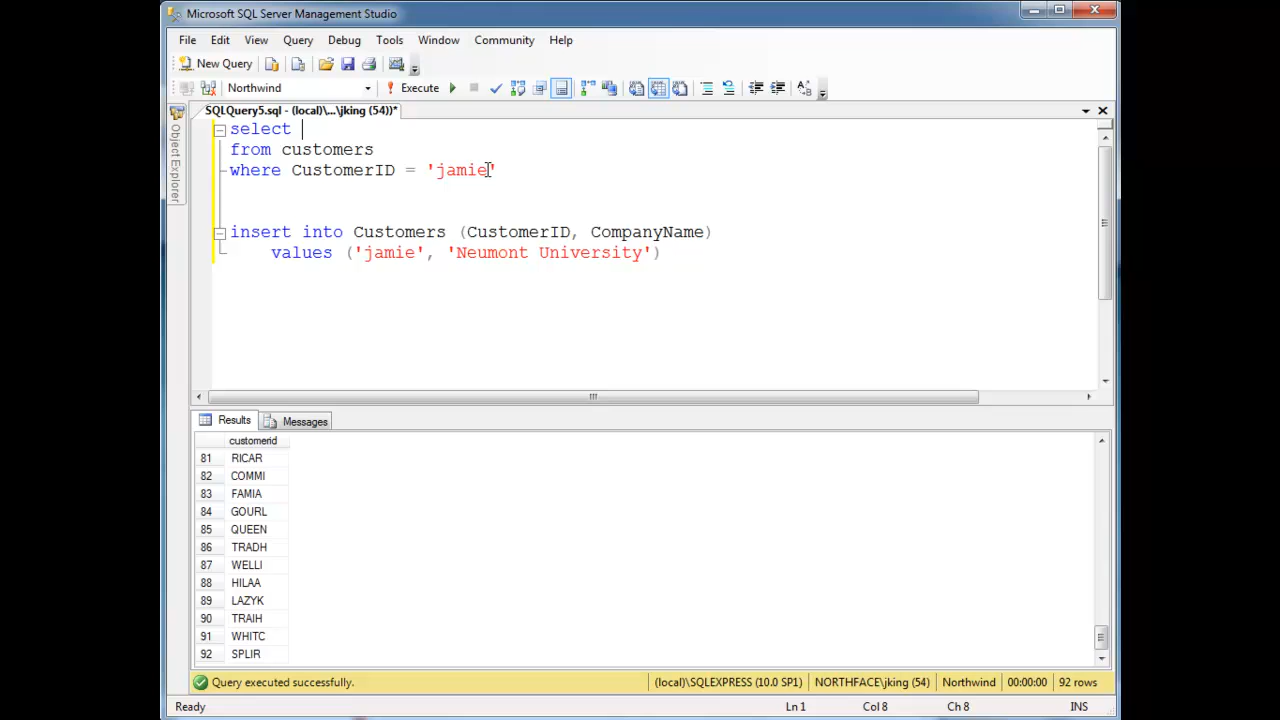 Microsoft SQL Server Management Studio
File Edit View Query Debug Tools Window Community Help
New Query
Northwind Execute
SQLQuery5.sql - (local)\...\jking (54))*
Object Explorer
select
from customers
where CustomerID = 'jamie'
insert into Customers (CustomerID, CompanyName)
values ('jamie', 'Neumont University')
Results Messages
customerid
81 RICAR
82 COMMI
83 FAMIA
84 GOURL
85 QUEEN
86 TRADH
87 WELLI
88 HILAA
89 LAZYK
90 TRAIH
91 WHITC
92 SPLIR
Query executed successfully. (local)\SQLEXPRESS (10.0 SP1) NORTHFACE\jking (54) Northwind 00:00:00 92 rows
Ready Ln 1 Col 8 Ch 8 INS